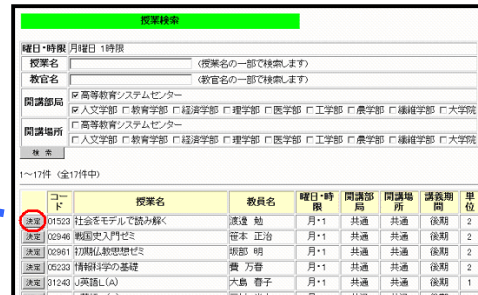 授業検索
曜日・時限 月曜日 1時限
授業名 (授業名の一部で検索します)
教官名 (教官名の一部で検索します)
開講部局 高等教育システムセンター
人文学部 教育学部 経済学部 理学部 医学部 工学部 農学部 繊維学部 大学院
開講場所 高等教育システムセンター
人文学部 教育学部 経済学部 理学部 医学部 工学部 農学部 繊維学部 大学院
検 索
1~17件 (全17件中)
コード 授業名 教員名 曜日・時限 開講部局 開講場所 講義期間 単位
決定 01523 社会をモデルで読み解く 渡邉 勉 月・1 共通 共通 後期 2
決定 02946 戦国史入門ゼミ 笹本 正治 月・1 共通 共通 後期 2
決定 02961 初期仏教思想ゼミ 坂部 明 月・1 共通 共通 後期 2
決定 05233 情報科学の基礎 費 万春 月・1 共通 共通 後期 2
決定 31243 J英語L(A) 大島 春子 月・1 共通 共通 後期 1